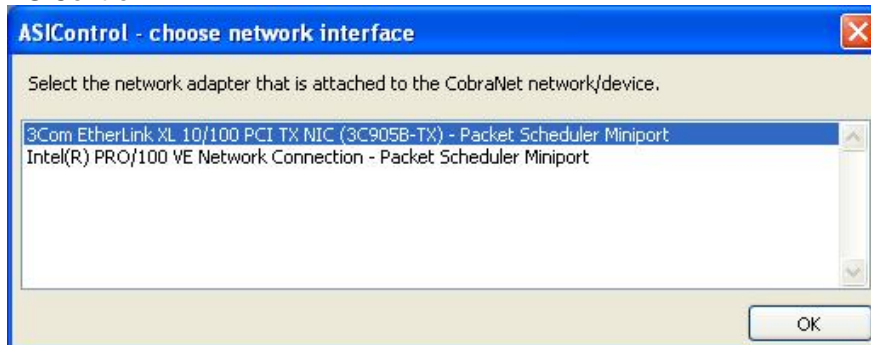 ASIControl - choose network interface
Select the network adapter that is attached to the CobraNet network/device.
3Com EtherLink XL 10/100 PCI TX NIC (3C905B-TX) - Packet Scheduler Miniport
Intel(R) PRO/100 VE Network Connection - Packet Scheduler Miniport
OK